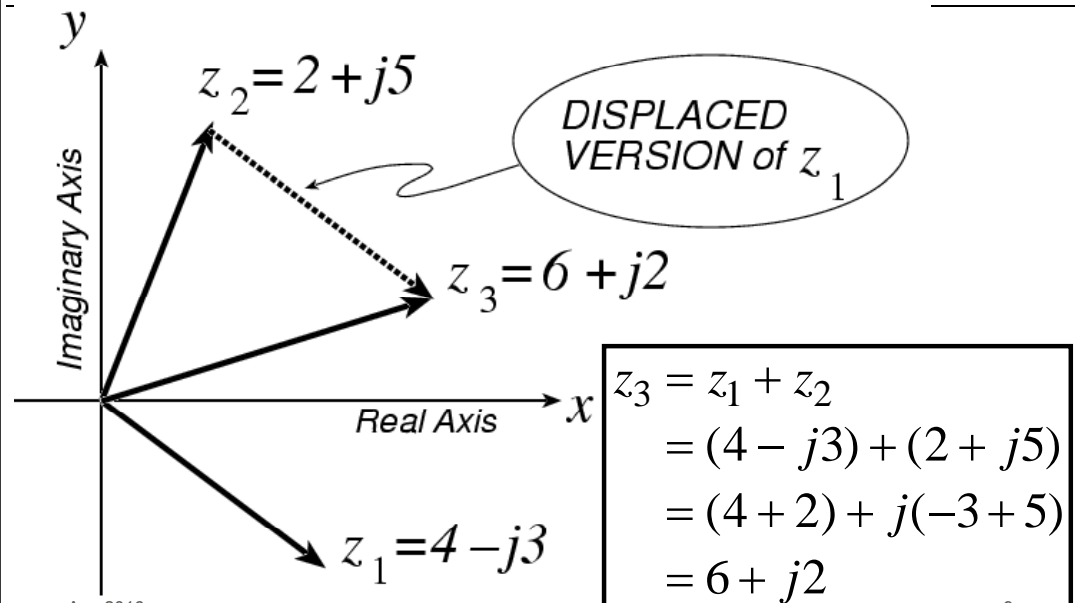 y
z2 = 2 + j5
DISPLACED
VERSION of z1
Imaginary Axis
z3 = 6 + j2
Real Axis
x
z1 = 4 – j3
z3 = z1 + z2
= (4 − j3) + (2 + j5)
= (4 + 2) + j(−3 + 5)
= 6 + j2